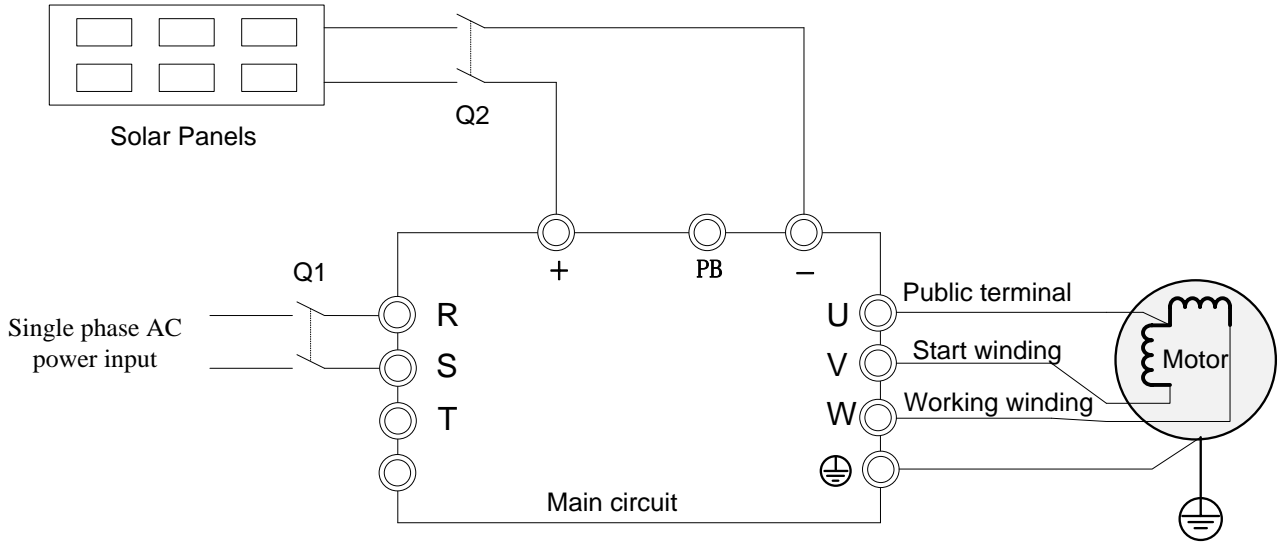 Solar Panels
Q2
+
PB
−
Q1
Single phase AC
power input
R
S
T
U
V
W
Public terminal
Start winding
Working winding
Motor
Main circuit